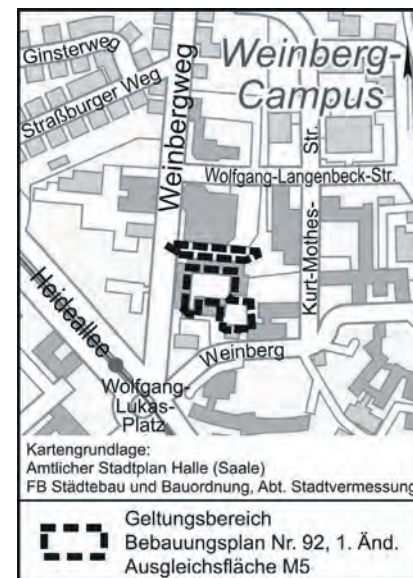 Ginsterweg
Straßburger Weg
Weinbergweg
Weinberg-
Campus
Wolfgang-Langenbeck-Str.
Kurt-Mothes-
Str.
Heideallee
Weinberg
Wolfgang-
Lukas-
Platz
Kartengrundlage:
Amtlicher Stadtplan Halle (Saale)
FB Städtebau und Bauordnung, Abt. Stadtvermessung
Geltungsbereich
Bebauungsplan Nr. 92, 1. Änd.
Ausgleichsfläche M5